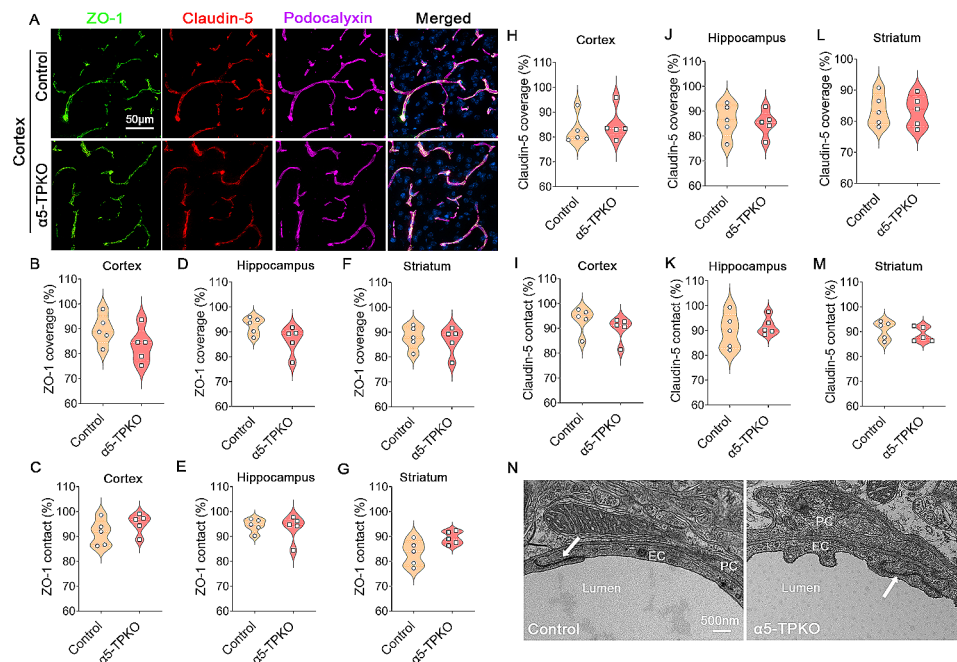 A
ZO-1
Claudin-5
Podocalyxin
Merged
Cortex
Control
50μm
α5-TPKO
B
Cortex
ZO-1 coverage (%)
110
100
90
80
70
60
Control
α5-TPKO
D
Hippocampus
ZO-1 coverage (%)
110
100
90
80
70
60
Control
α5-TPKO
F
Striatum
ZO-1 coverage (%)
110
100
90
80
70
60
Control
α5-TPKO
C
Cortex
ZO-1 contact (%)
110
100
90
80
70
60
Control
α5-TPKO
E
Hippocampus
ZO-1 contact (%)
110
100
90
80
70
60
Control
α5-TPKO
G
Striatum
ZO-1 contact (%)
110
100
90
80
70
60
Control
α5-TPKO
H
Cortex
Claudin-5 coverage (%)
110
100
90
80
70
60
Control
α5-TPKO
J
Hippocampus
Claudin-5 coverage (%)
110
100
90
80
70
60
Control
α5-TPKO
L
Striatum
Claudin-5 coverage (%)
100
90
80
70
60
Control
α5-TPKO
I
Cortex
Claudin-5 contact (%)
110
100
90
80
70
60
Control
α5-TPKO
K
Hippocampus
Claudin-5 contact (%)
110
100
90
80
70
60
Control
α5-TPKO
M
Striatum
Claudin-5 contact (%)
110
100
90
80
70
60
Control
α5-TPKO
N
EC
PC
Lumen
500nm
Control
PC
EC
Lumen
α5-TPKO